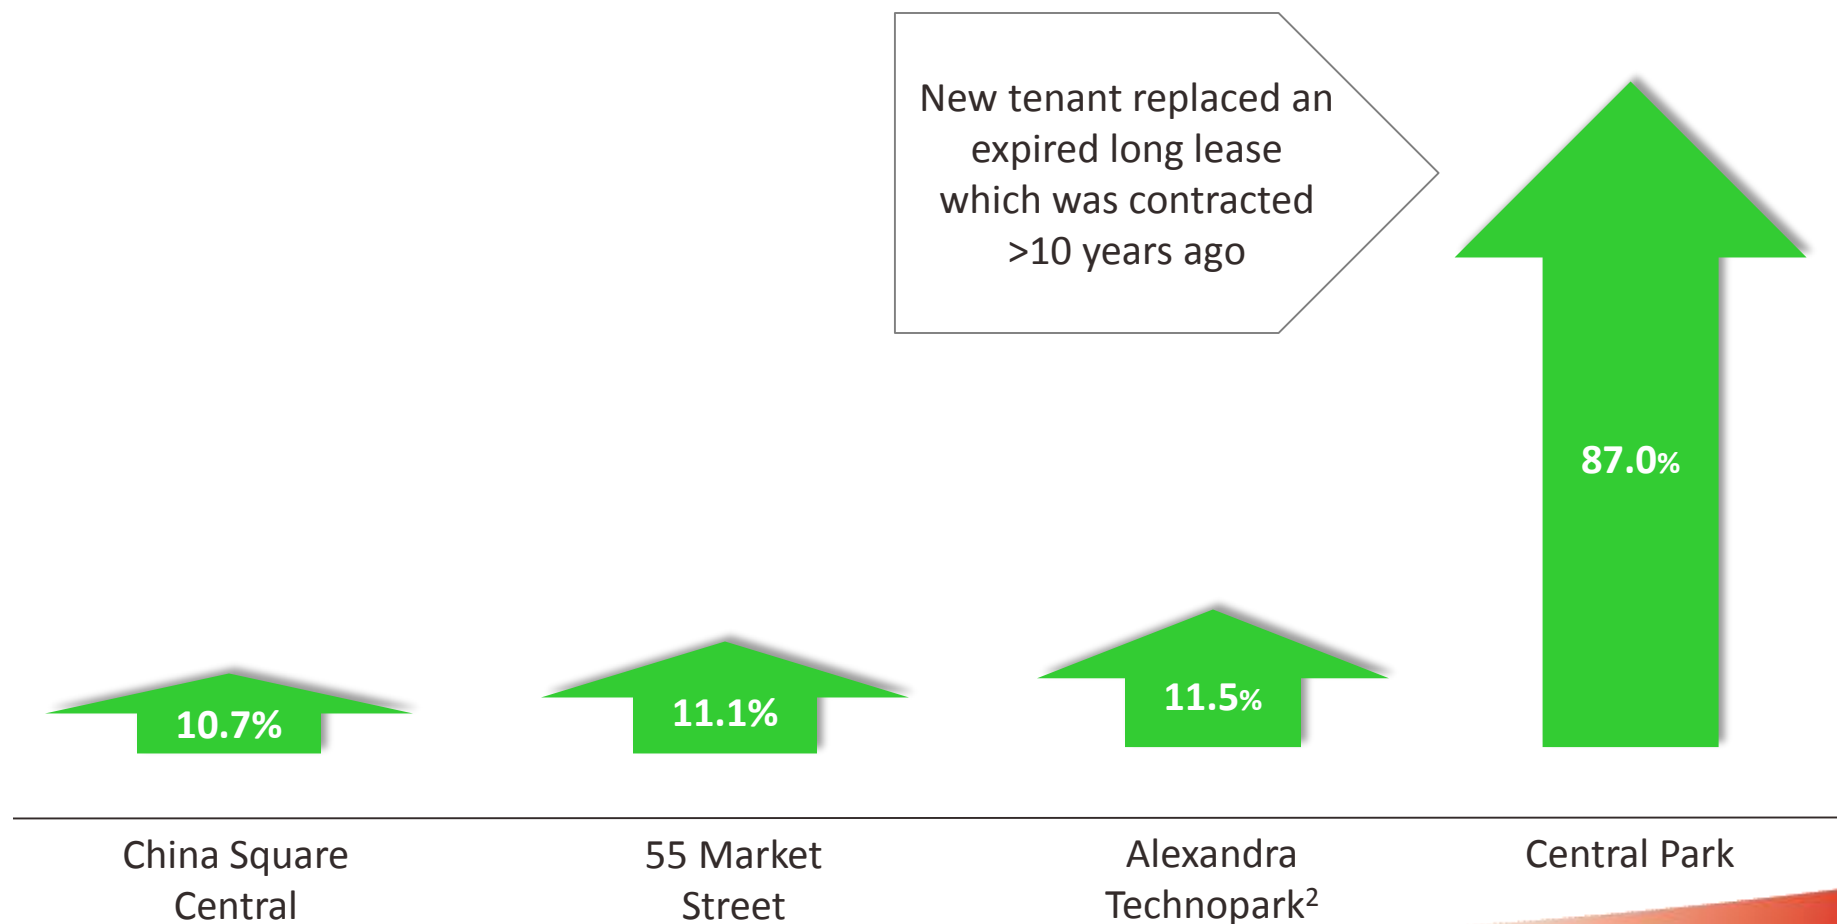 New tenant replaced an
expired long lease
which was contracted
>10 years ago
87.0%
11.5%
11.1%
10.7%
China Square
Central
55 Market
Street
Alexandra
Technopark²
Central Park